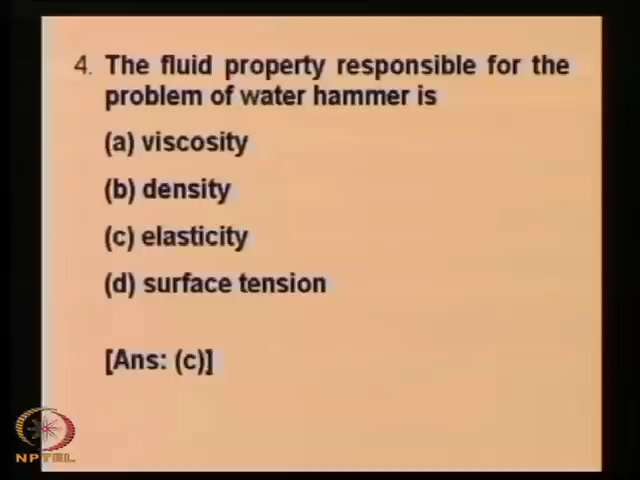 4. The fluid property responsible for the
problem of water hammer is
(a) viscosity
(b) density
(c) elasticity
(d) surface tension
[Ans: (c)]
NPTEL